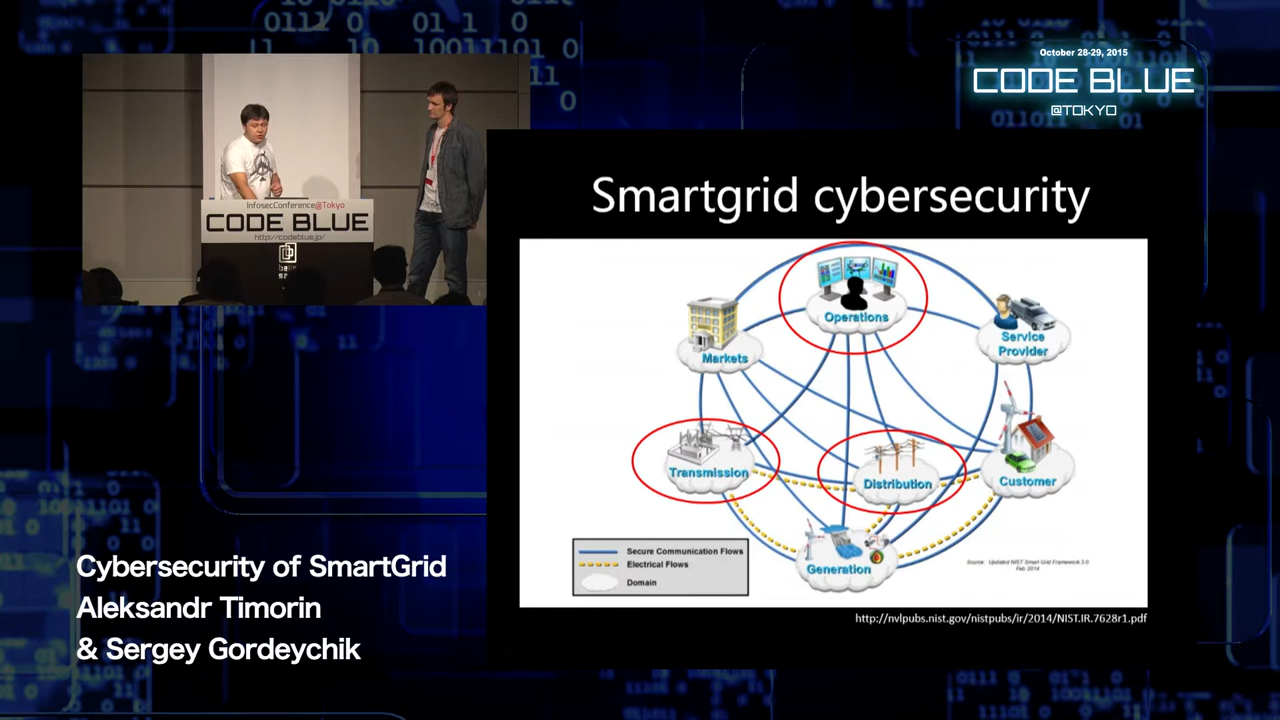 October 28-29, 2015
CODE BLUE
@TOKYO
InfosecConference@Tokyo
CODE BLUE
http://codeblue.jp/
Smartgrid cybersecurity
Operations
Markets
Service
Provider
Transmission
Distribution
Customer
Generation
Secure Communication Flows
Electrical Flows
Domain
Source: Updated NIST Smart Grid Framework 3.0
Feb 2014
http://nvlpubs.nist.gov/nistpubs/ir/2014/NIST.IR.7628r1.pdf
Cybersecurity of SmartGrid
Aleksandr Timorin
& Sergey Gordeychik